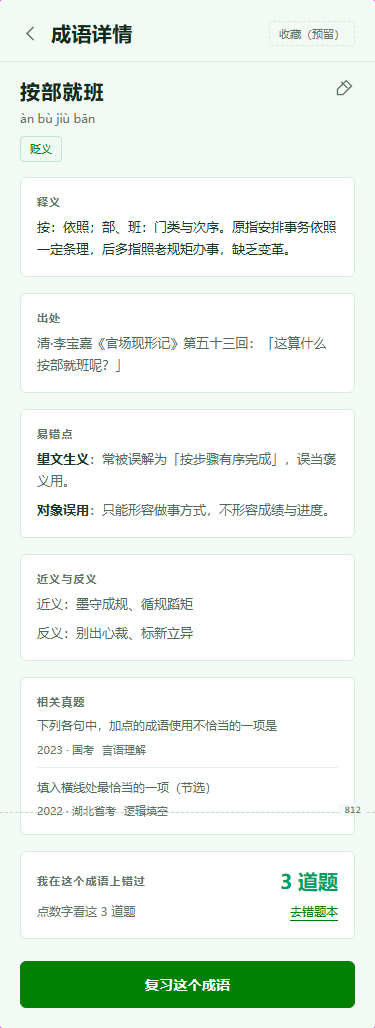 成语详情
收藏（预留）
按部就班
àn bù jiù bān
贬义
释义
按：依照；部、班：门类与次序。原指安排事务依照
一定条理，后多指照老规矩办事，缺乏变革。
出处
清·李宝嘉《官场现形记》第五十三回：「这算什么
按部就班呢？」
易错点
望文生义：常被误解为「按步骤有序完成」，误当褒
义用。
对象误用：只能形容做事方式，不形容成绩与进度。
近义与反义
近义：墨守成规、循规蹈矩
反义：别出心裁、标新立异
相关真题
下列各句中，加点的成语使用不恰当的一项是
2023 · 国考 言语理解
填入横线处最恰当的一项（节选）
2022 · 湖北省考 逻辑填空
812
我在这个成语上错过
3 道题
点数字看这 3 道题
去错题本
复习这个成语